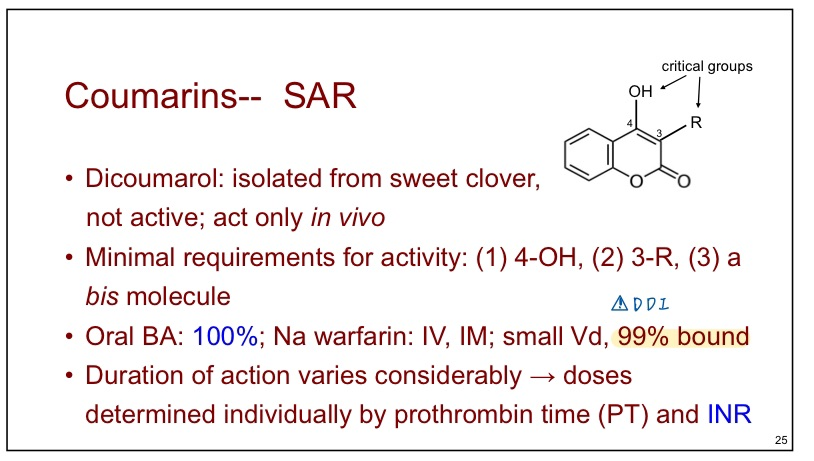 critical groups
Coumarins-- SAR
OH
R
4
3
O
O
• Dicoumarol: isolated from sweet clover,
not active; act only in vivo
• Minimal requirements for activity: (1) 4-OH, (2) 3-R, (3) a
bis molecule
⚠ DDI
• Oral BA: 100%; Na warfarin: IV, IM; small Vd, 99% bound
• Duration of action varies considerably → doses
determined individually by prothrombin time (PT) and INR
25